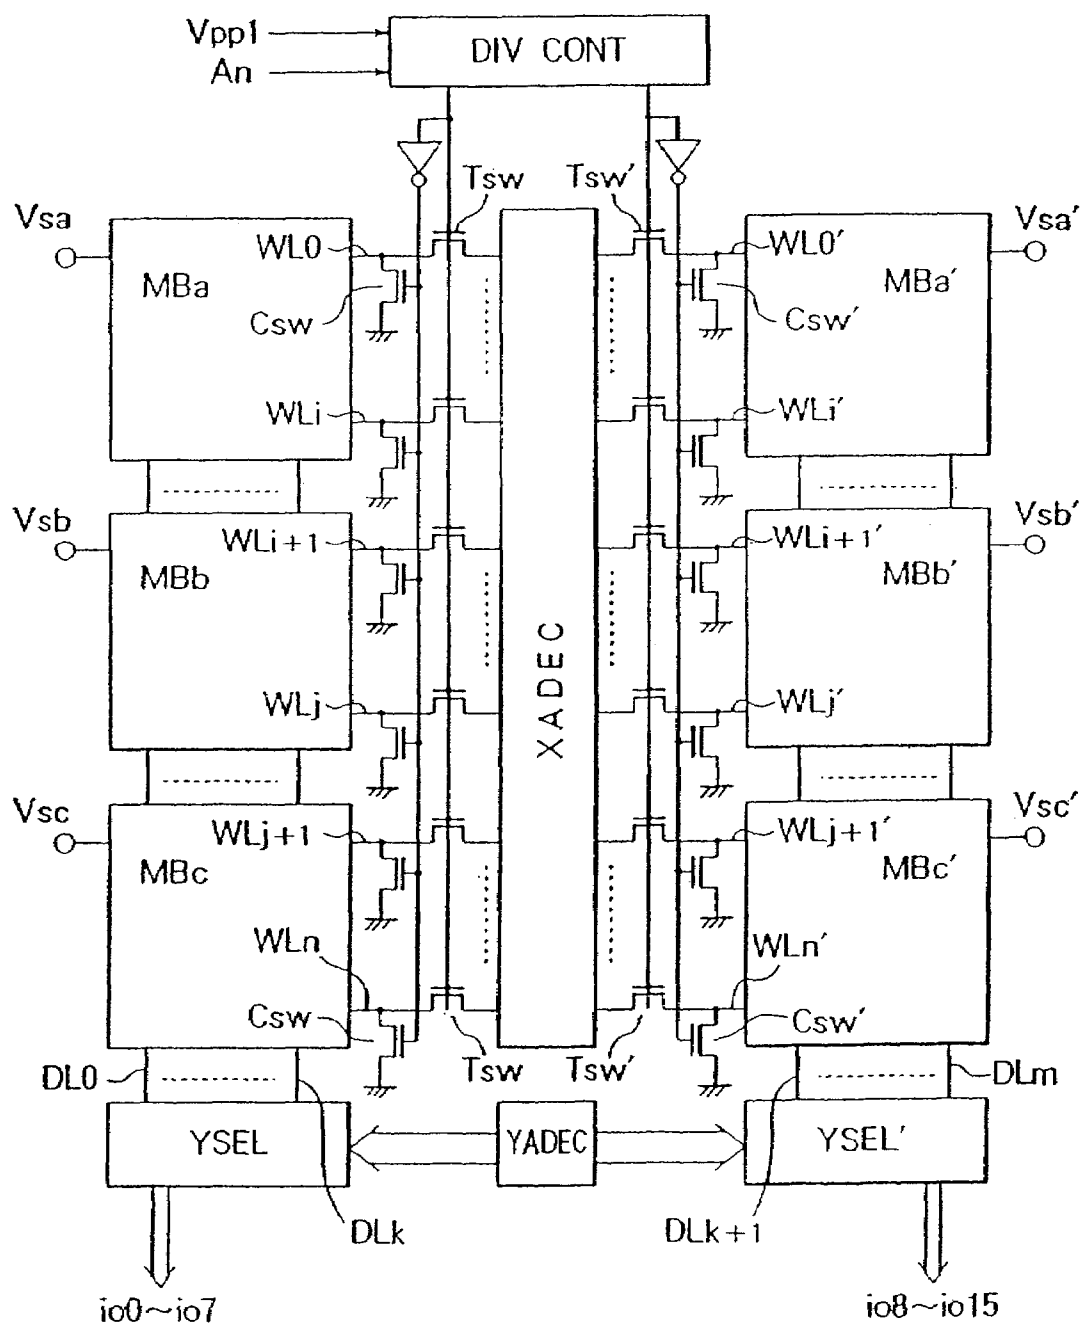 Vpp1
DIV CONT
An
Tsw
Tsw′
Vsa
WL0
WL0′
Vsa′
MBa
MBa′
Csw
Csw′
WLi
WLi′
Vsb
WLi+1
WLi+1′
Vsb′
MBb
MBb′
XADEC
WLj
WLj′
Vsc
WLj+1
WLj+1′
Vsc′
MBc
MBc′
WLn
WLn′
Csw
Csw′
Tsw
Tsw′
DL0
DLm
YSEL
YADEC
YSEL′
DLk
DLk+1
io0~io7
io8~io15